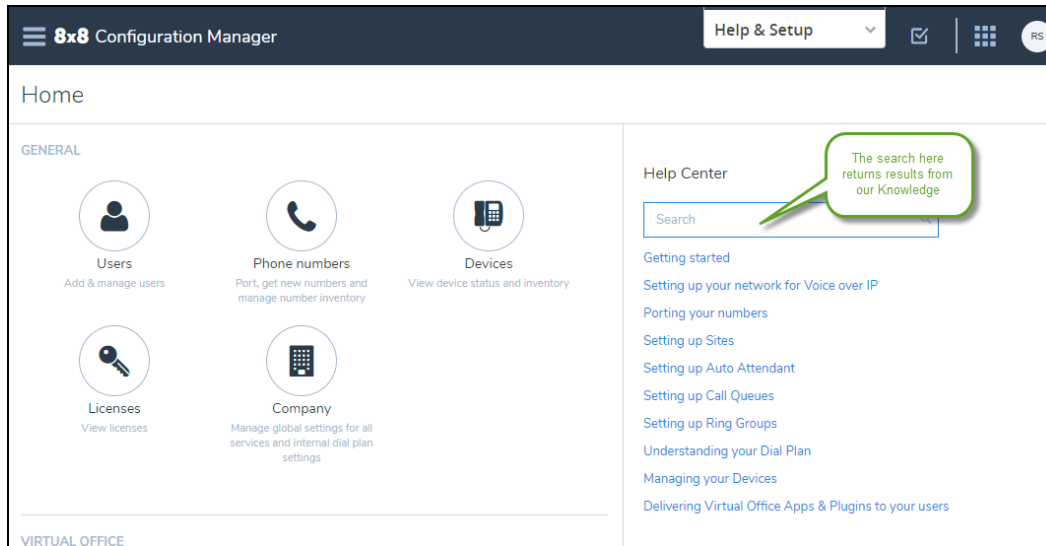 8x8 Configuration Manager
Help & Setup
RS
Home
GENERAL
Users
Add & manage users
Phone numbers
Port, get new numbers and
manage number inventory
Devices
View device status and inventory
Licenses
View licenses
Company
Manage global settings for all
services and internal dial plan
settings
VIRTUAL OFFICE
Help Center
The search here
returns results from
our Knowledge
Search
Getting started
Setting up your network for Voice over IP
Porting your numbers
Setting up Sites
Setting up Auto Attendant
Setting up Call Queues
Setting up Ring Groups
Understanding your Dial Plan
Managing your Devices
Delivering Virtual Office Apps & Plugins to your users